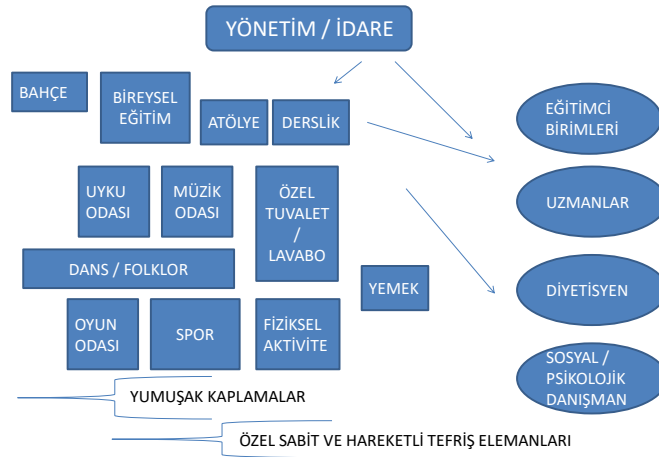 YÖNETİM / İDARE
BAHÇE
BİREYSEL
EĞİTİM
ATÖLYE
DERSLİK
EĞİTİMCİ
BİRİMLERİ
UYKU
ODASI
MÜZİK
ODASI
ÖZEL
TUVALET
/
LAVABO
UZMANLAR
DANS / FOLKLOR
YEMEK
DİYETİSYEN
OYUN
ODASI
SPOR
FİZİKSEL
AKTİVİTE
SOSYAL /
PSİKOLOJİK
DANIŞMAN
YUMUŞAK KAPLAMALAR
ÖZEL SABİT VE HAREKETLİ TEFRİŞ ELEMANLARI